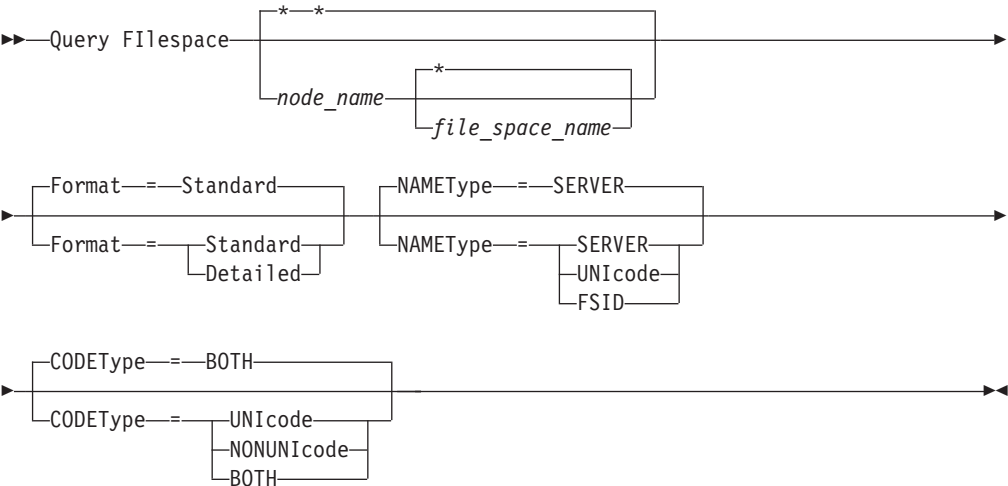 * *
Query FIlespace
*
node_name
file_space_name
Format = Standard NAMEType = SERVER
Format = Standard NAMEType = SERVER
Detailed UNIcode
FSID
CODEType = BOTH
CODEType = UNIcode
NONUNIcode
BOTH